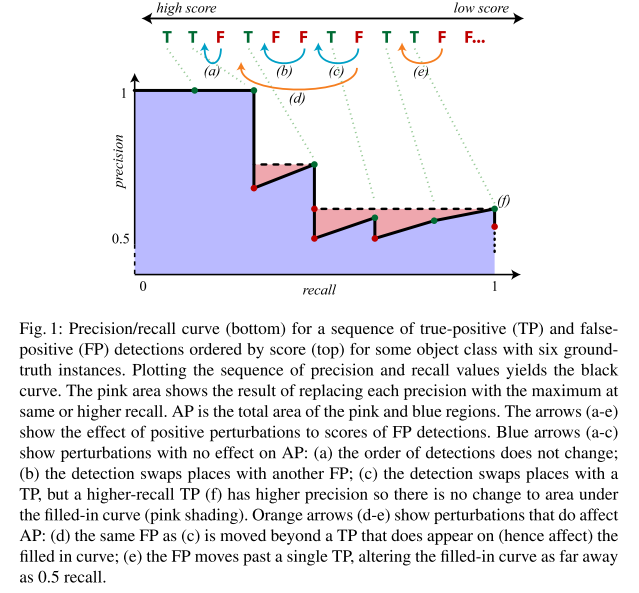 high score low score
T T F T F F T F T T F F...
(a) (b) (c) (e)
(d)
1
precision
(f)
0.5
0 1
recall
Fig. 1: Precision/recall curve (bottom) for a sequence of true-positive (TP) and false-
positive (FP) detections ordered by score (top) for some object class with six ground-
truth instances. Plotting the sequence of precision and recall values yields the black
curve. The pink area shows the result of replacing each precision with the maximum at
same or higher recall. AP is the total area of the pink and blue regions. The arrows (a-e)
show the effect of positive perturbations to scores of FP detections. Blue arrows (a-c)
show perturbations with no effect on AP: (a) the order of detections does not change;
(b) the detection swaps places with another FP; (c) the detection swaps places with a
TP, but a higher-recall TP (f) has higher precision so there is no change to area under
the filled-in curve (pink shading). Orange arrows (d-e) show perturbations that do affect
AP: (d) the same FP as (c) is moved beyond a TP that does appear on (hence affect) the
filled in curve; (e) the FP moves past a single TP, altering the filled-in curve as far away
as 0.5 recall.